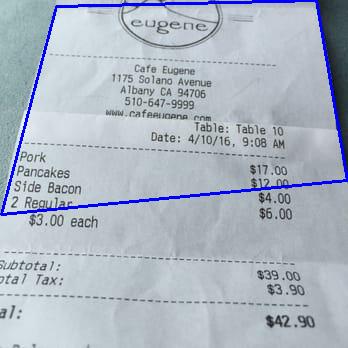 eugene
Cafe Eugene
1175 Solano Avenue
Albany CA 94706
510-647-9999
www.cafeeugene.com
Table: Table 10
Date: 4/10/16, 9:08 AM
Pork $17.00
Pancakes $12.00
Side Bacon $4.00
2 Regular $6.00
$3.00 each
Subtotal: $39.00
otal Tax: $3.90
al: $42.90